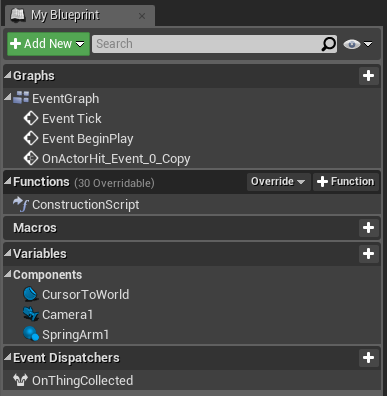 My Blueprint
Add New
Search
Graphs
EventGraph
Event Tick
Event BeginPlay
OnActorHit_Event_0_Copy
Functions (30 Overridable) Override Function
ConstructionScript
Macros
Variables
Components
CursorToWorld
Camera1
SpringArm1
Event Dispatchers
OnThingCollected